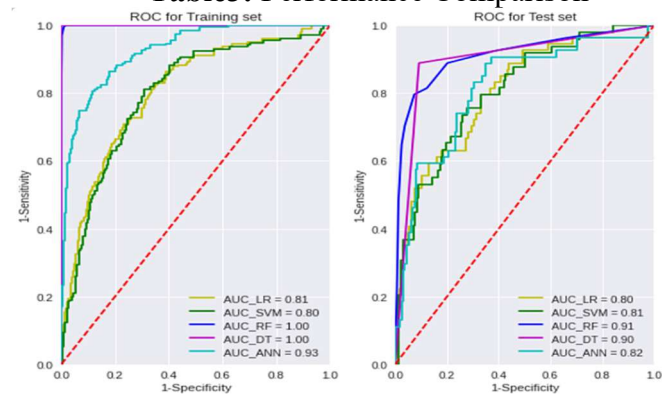 Table3. Performance Comparison
ROC for Training set
1.0
0.8
0.6
0.4
0.2
0.0
1-Sensitivity
AUC_LR = 0.81
AUC_SVM = 0.80
AUC_RF = 1.00
AUC_DT = 1.00
AUC_ANN = 0.93
0.0 0.2 0.4 0.6 0.8 1.0
1-Specificity
ROC for Test set
1.0
0.8
0.6
0.4
0.2
0.0
1-Sensitivity
AUC_LR = 0.80
AUC_SVM = 0.81
AUC_RF = 0.91
AUC_DT = 0.90
AUC_ANN = 0.82
0.0 0.2 0.4 0.6 0.8 1.0
1-Specificity